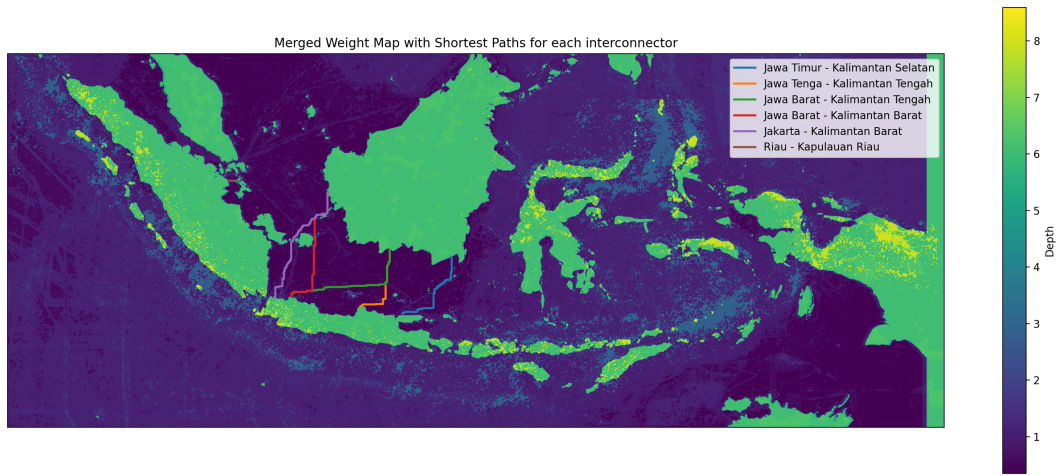 Merged Weight Map with Shortest Paths for each interconnector
Jawa Timur - Kalimantan Selatan
Jawa Tenga - Kalimantan Tengah
Jawa Barat - Kalimantan Tengah
Jawa Barat - Kalimantan Barat
Jakarta - Kalimantan Barat
Riau - Kapulauan Riau
8
7
6
5
4
3
2
1
Depth